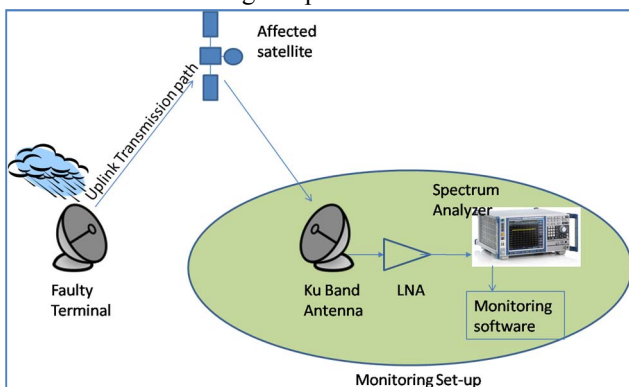 Affected
satellite
Uplink Transmission path
Spectrum
Analyzer
Faulty
Terminal
Ku Band
Antenna
LNA
Monitoring
software
Monitoring Set-up